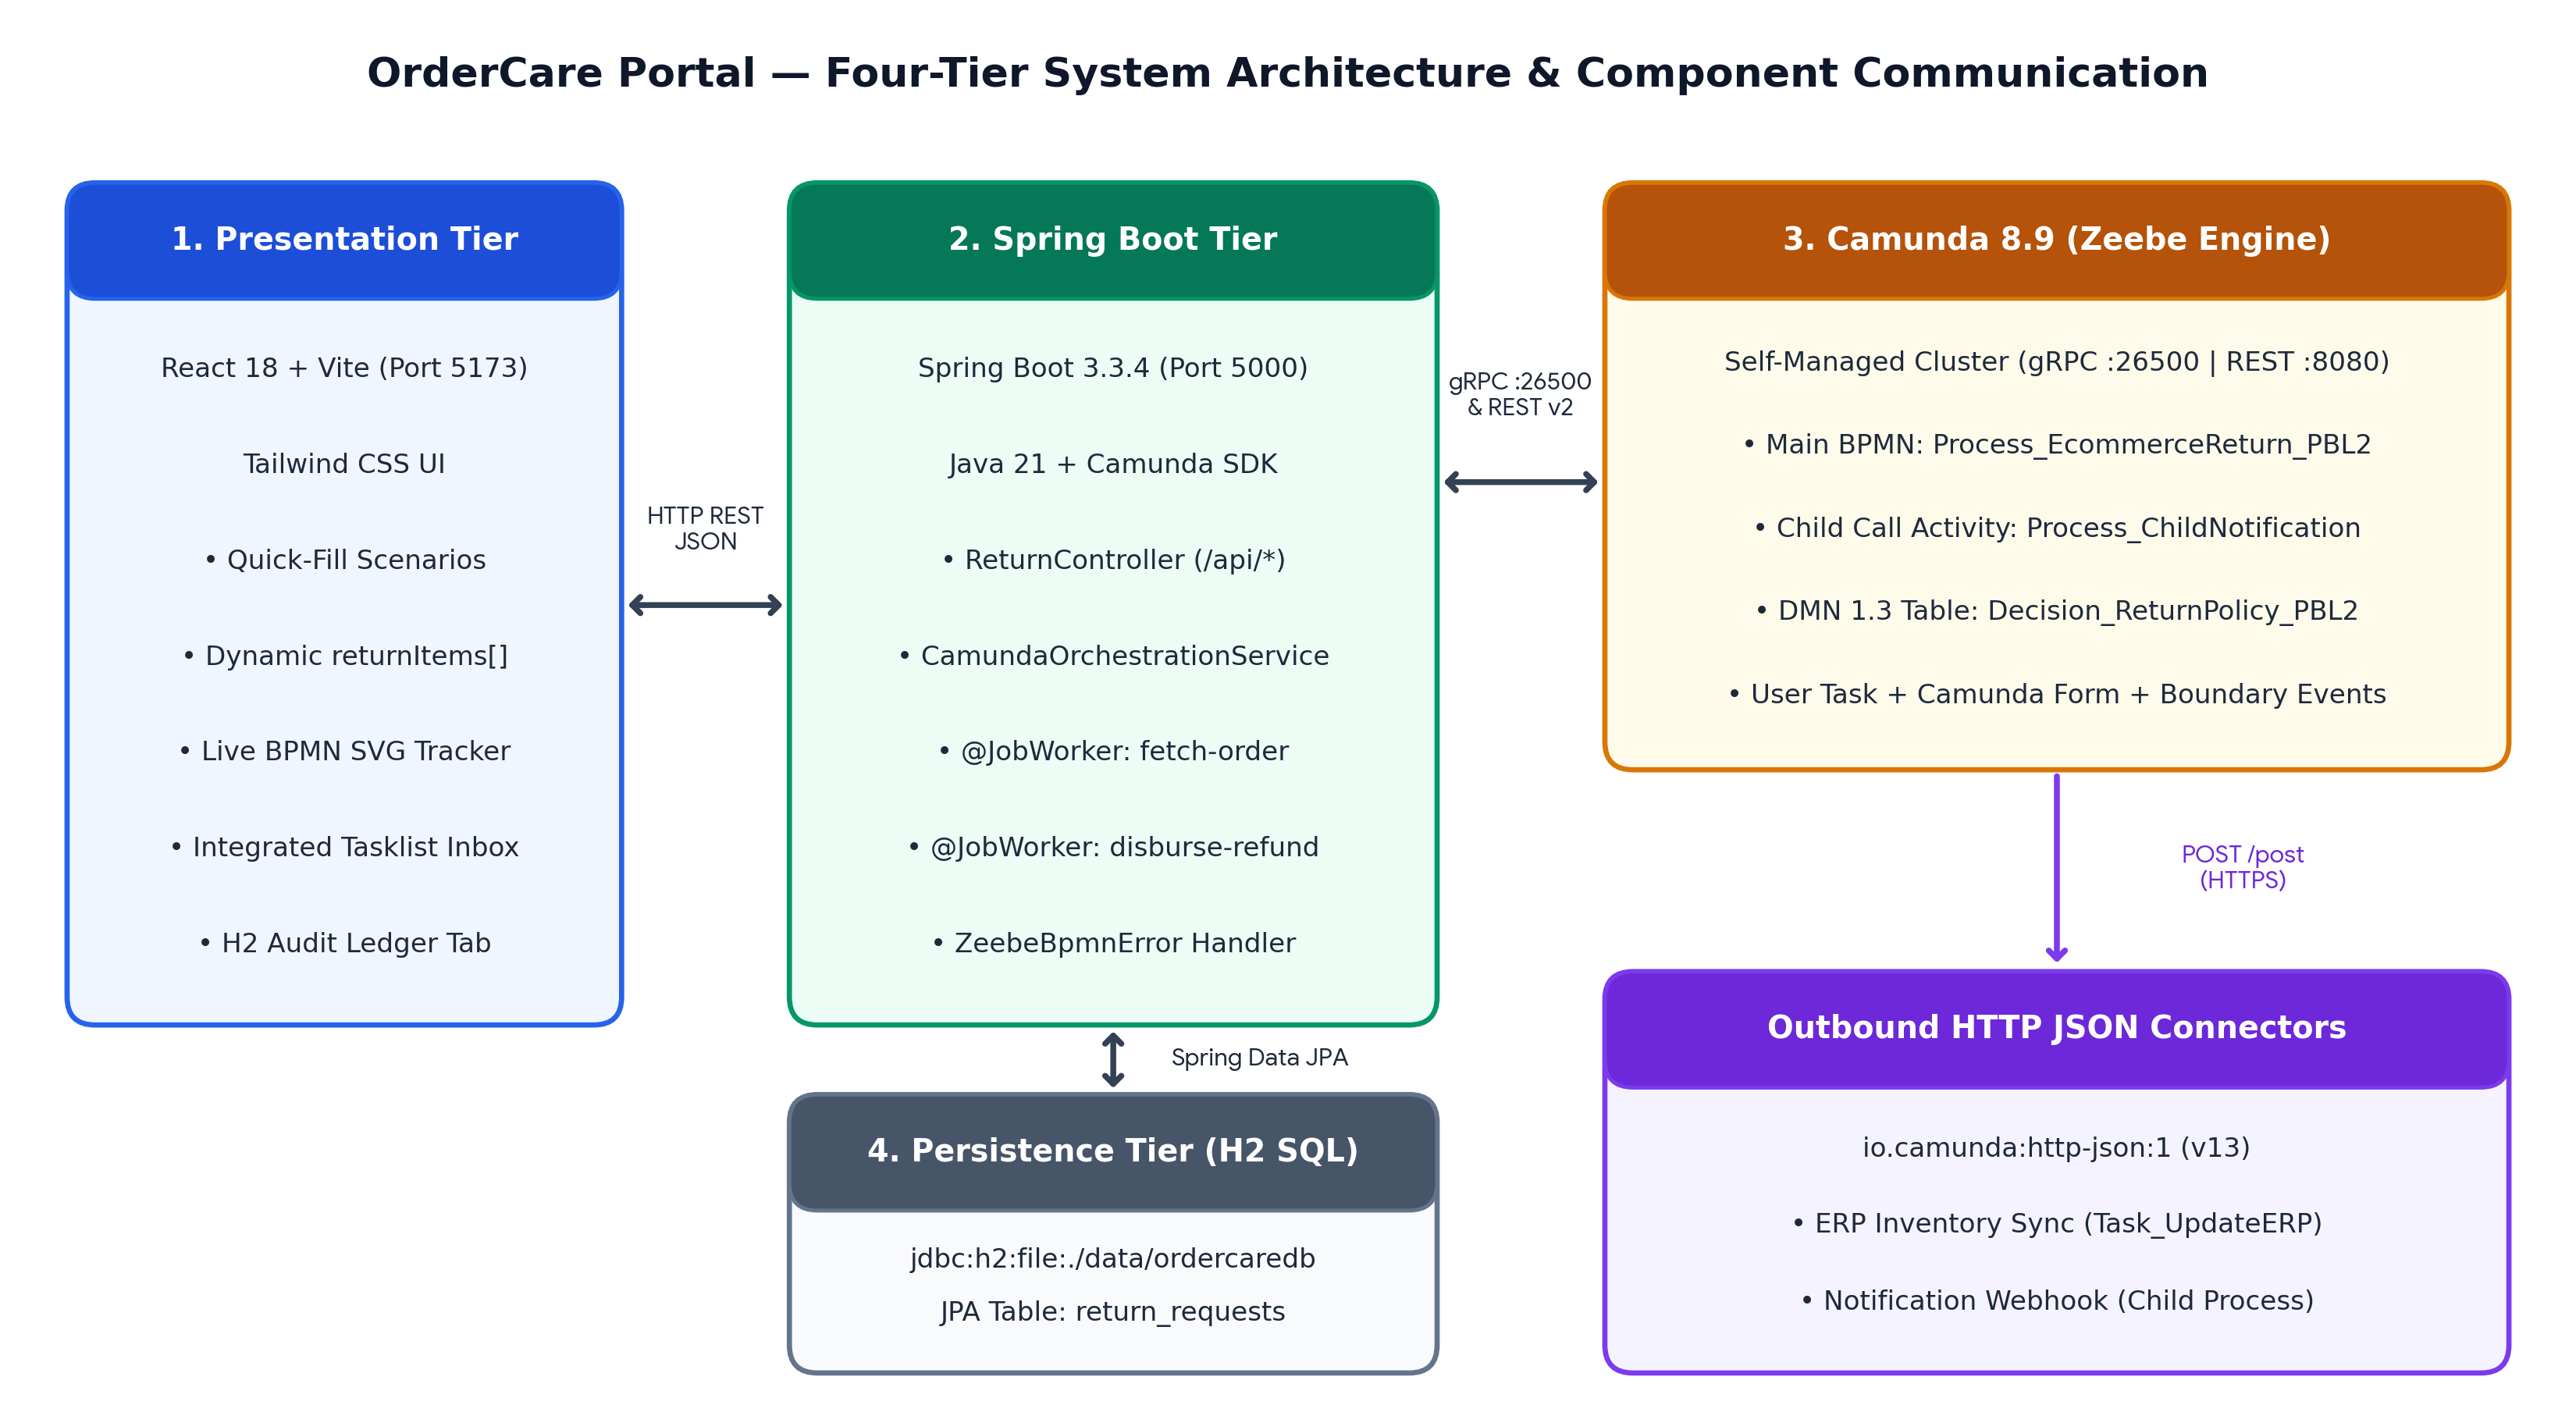 OrderCare Portal — Four-Tier System Architecture & Component Communication
1. Presentation Tier
React 18 + Vite (Port 5173)
Tailwind CSS UI
• Quick-Fill Scenarios
• Dynamic returnItems[]
• Live BPMN SVG Tracker
• Integrated Tasklist Inbox
• H2 Audit Ledger Tab
HTTP REST
JSON
2. Spring Boot Tier
Spring Boot 3.3.4 (Port 5000)
Java 21 + Camunda SDK
• ReturnController (/api/*)
• CamundaOrchestrationService
• @JobWorker: fetch-order
• @JobWorker: disburse-refund
• ZeebeBpmnError Handler
gRPC :26500
& REST v2
3. Camunda 8.9 (Zeebe Engine)
Self-Managed Cluster (gRPC :26500 | REST :8080)
• Main BPMN: Process_EcommerceReturn_PBL2
• Child Call Activity: Process_ChildNotification
• DMN 1.3 Table: Decision_ReturnPolicy_PBL2
• User Task + Camunda Form + Boundary Events
Spring Data JPA
4. Persistence Tier (H2 SQL)
jdbc:h2:file:./data/ordercaredb
JPA Table: return_requests
POST /post
(HTTPS)
Outbound HTTP JSON Connectors
io.camunda:http-json:1 (v13)
• ERP Inventory Sync (Task_UpdateERP)
• Notification Webhook (Child Process)